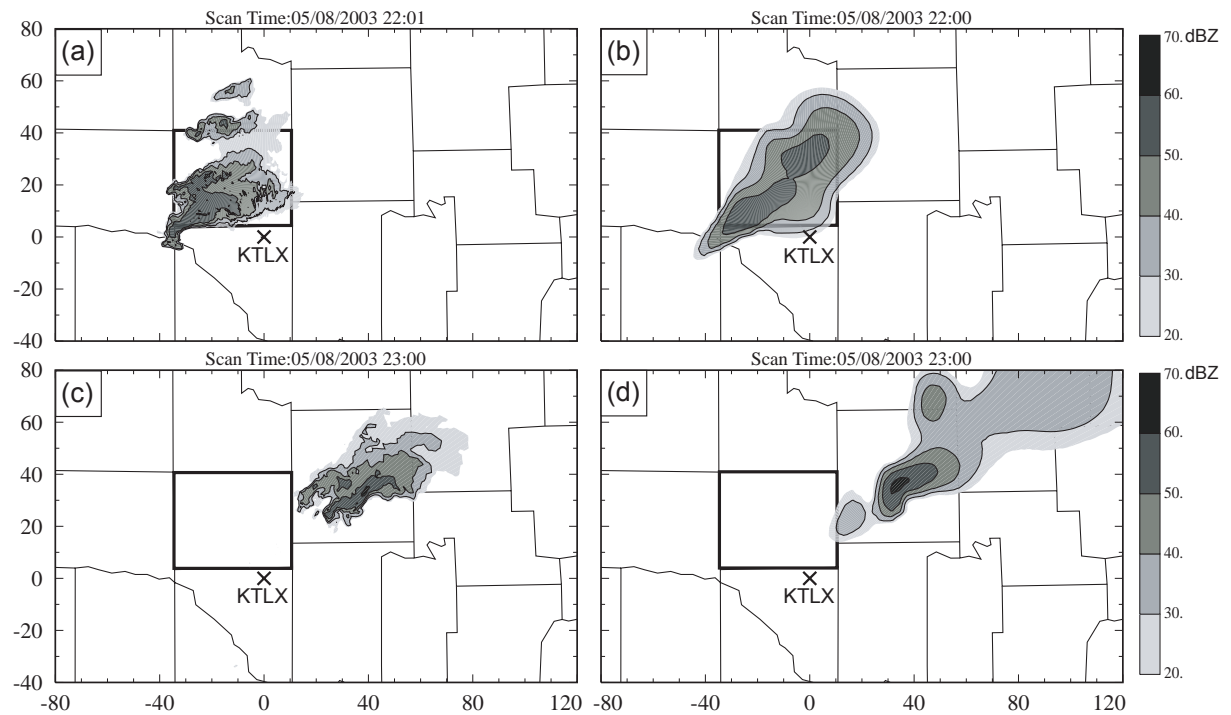 Scan Time:05/08/2003 22:01
Scan Time:05/08/2003 22:00
80
60
40
20
0
-20
-40
(a)
KTLX
(b)
KTLX
70. dBZ
60.
50.
40.
30.
20.
Scan Time:05/08/2003 23:00
Scan Time:05/08/2003 23:00
80
60
40
20
0
-20
-40
(c)
KTLX
(d)
KTLX
70. dBZ
60.
50.
40.
30.
20.
-80 -40 0 40 80 120
-80 -40 0 40 80 120